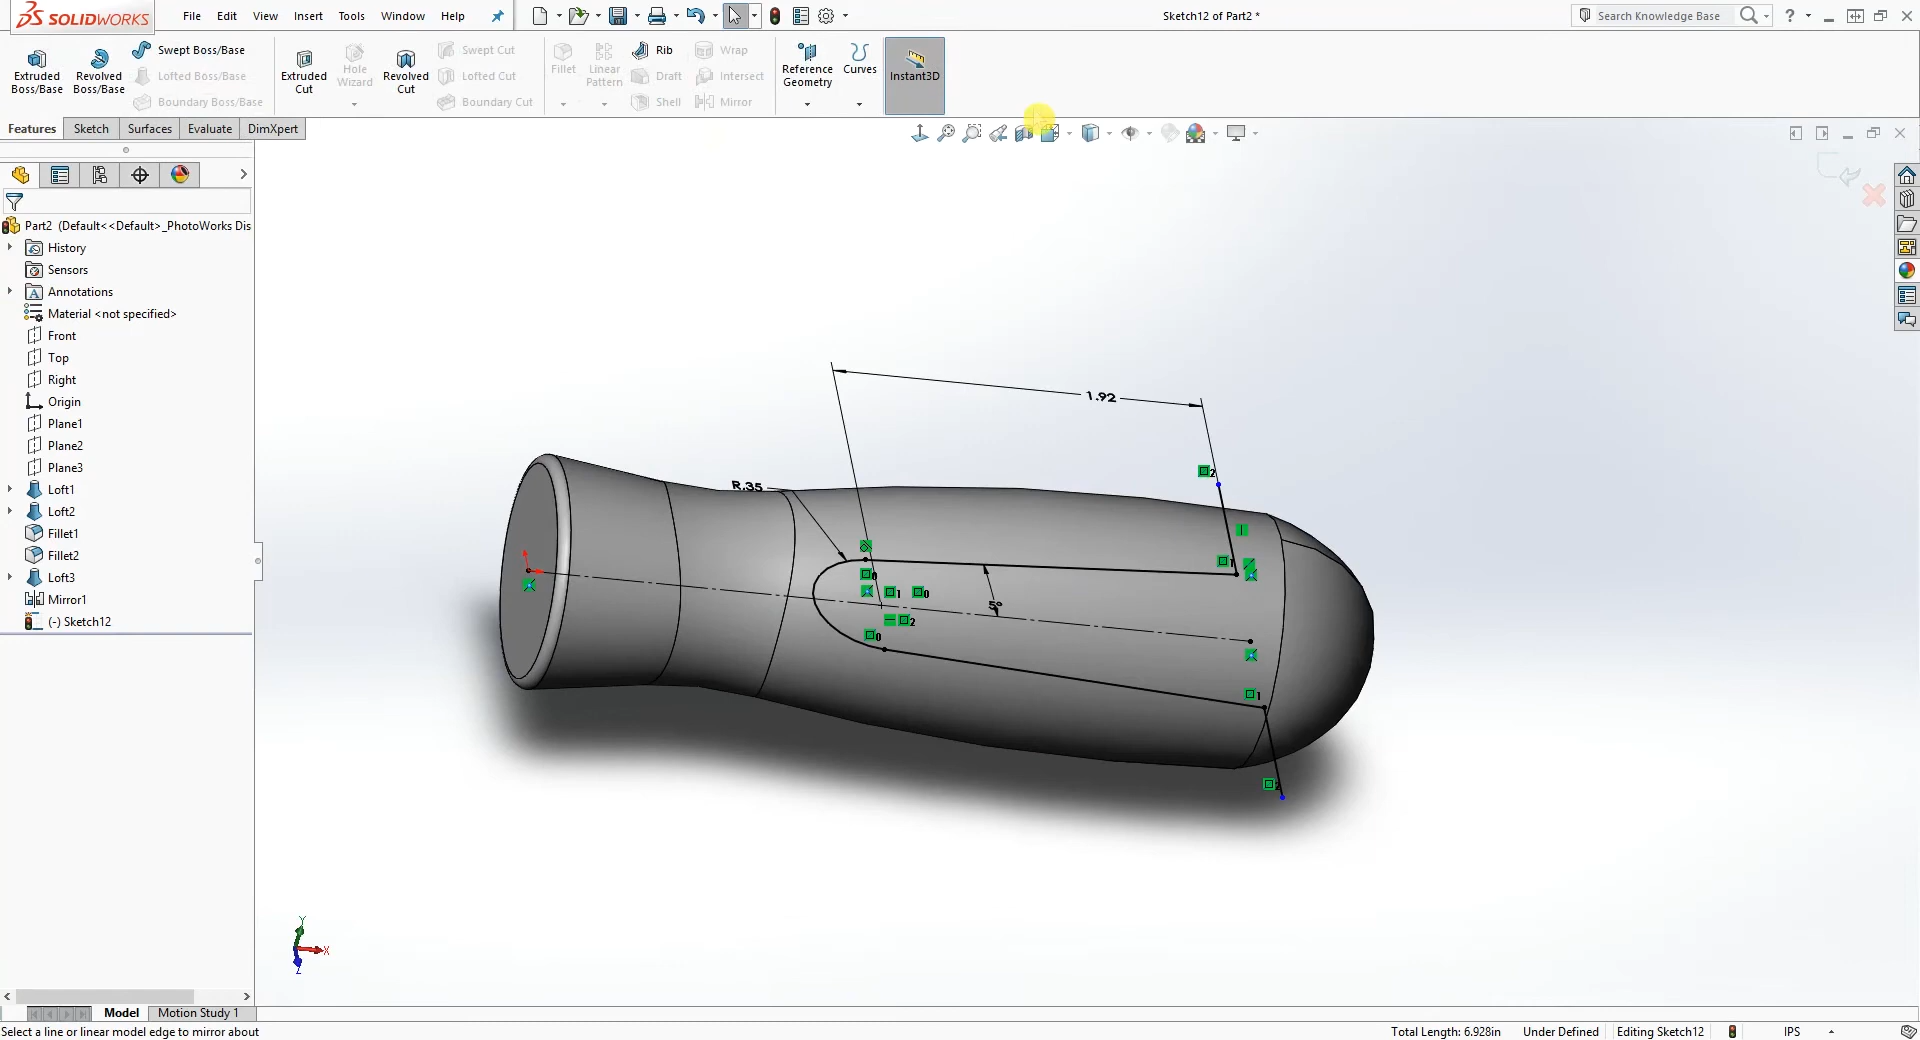 SOLIDWORKS
File Edit View Insert Tools Window Help
Sketch12 of Part2 *
Search Knowledge Base
Extruded Boss/Base
Revolved Boss/Base
Swept Boss/Base
Lofted Boss/Base
Boundary Boss/Base
Extruded Cut
Hole Wizard
Revolved Cut
Swept Cut
Lofted Cut
Boundary Cut
Fillet
Linear Pattern
Rib
Draft
Shell
Wrap
Intersect
Mirror
Reference Geometry
Curves
Instant3D
Features Sketch Surfaces Evaluate DimXpert
Part2 (Default<<Default>_PhotoWorks Dis
History
Sensors
Annotations
Material <not specified>
Front
Top
Right
Origin
Plane1
Plane2
Plane3
Loft1
Loft2
Fillet1
Fillet2
Loft3
Mirror1
(-) Sketch12
1.92
R.35
5°
Y
X
Z
Model Motion Study 1
Select a line or linear model edge to mirror about
Total Length: 6.928in Under Defined Editing Sketch12 IPS